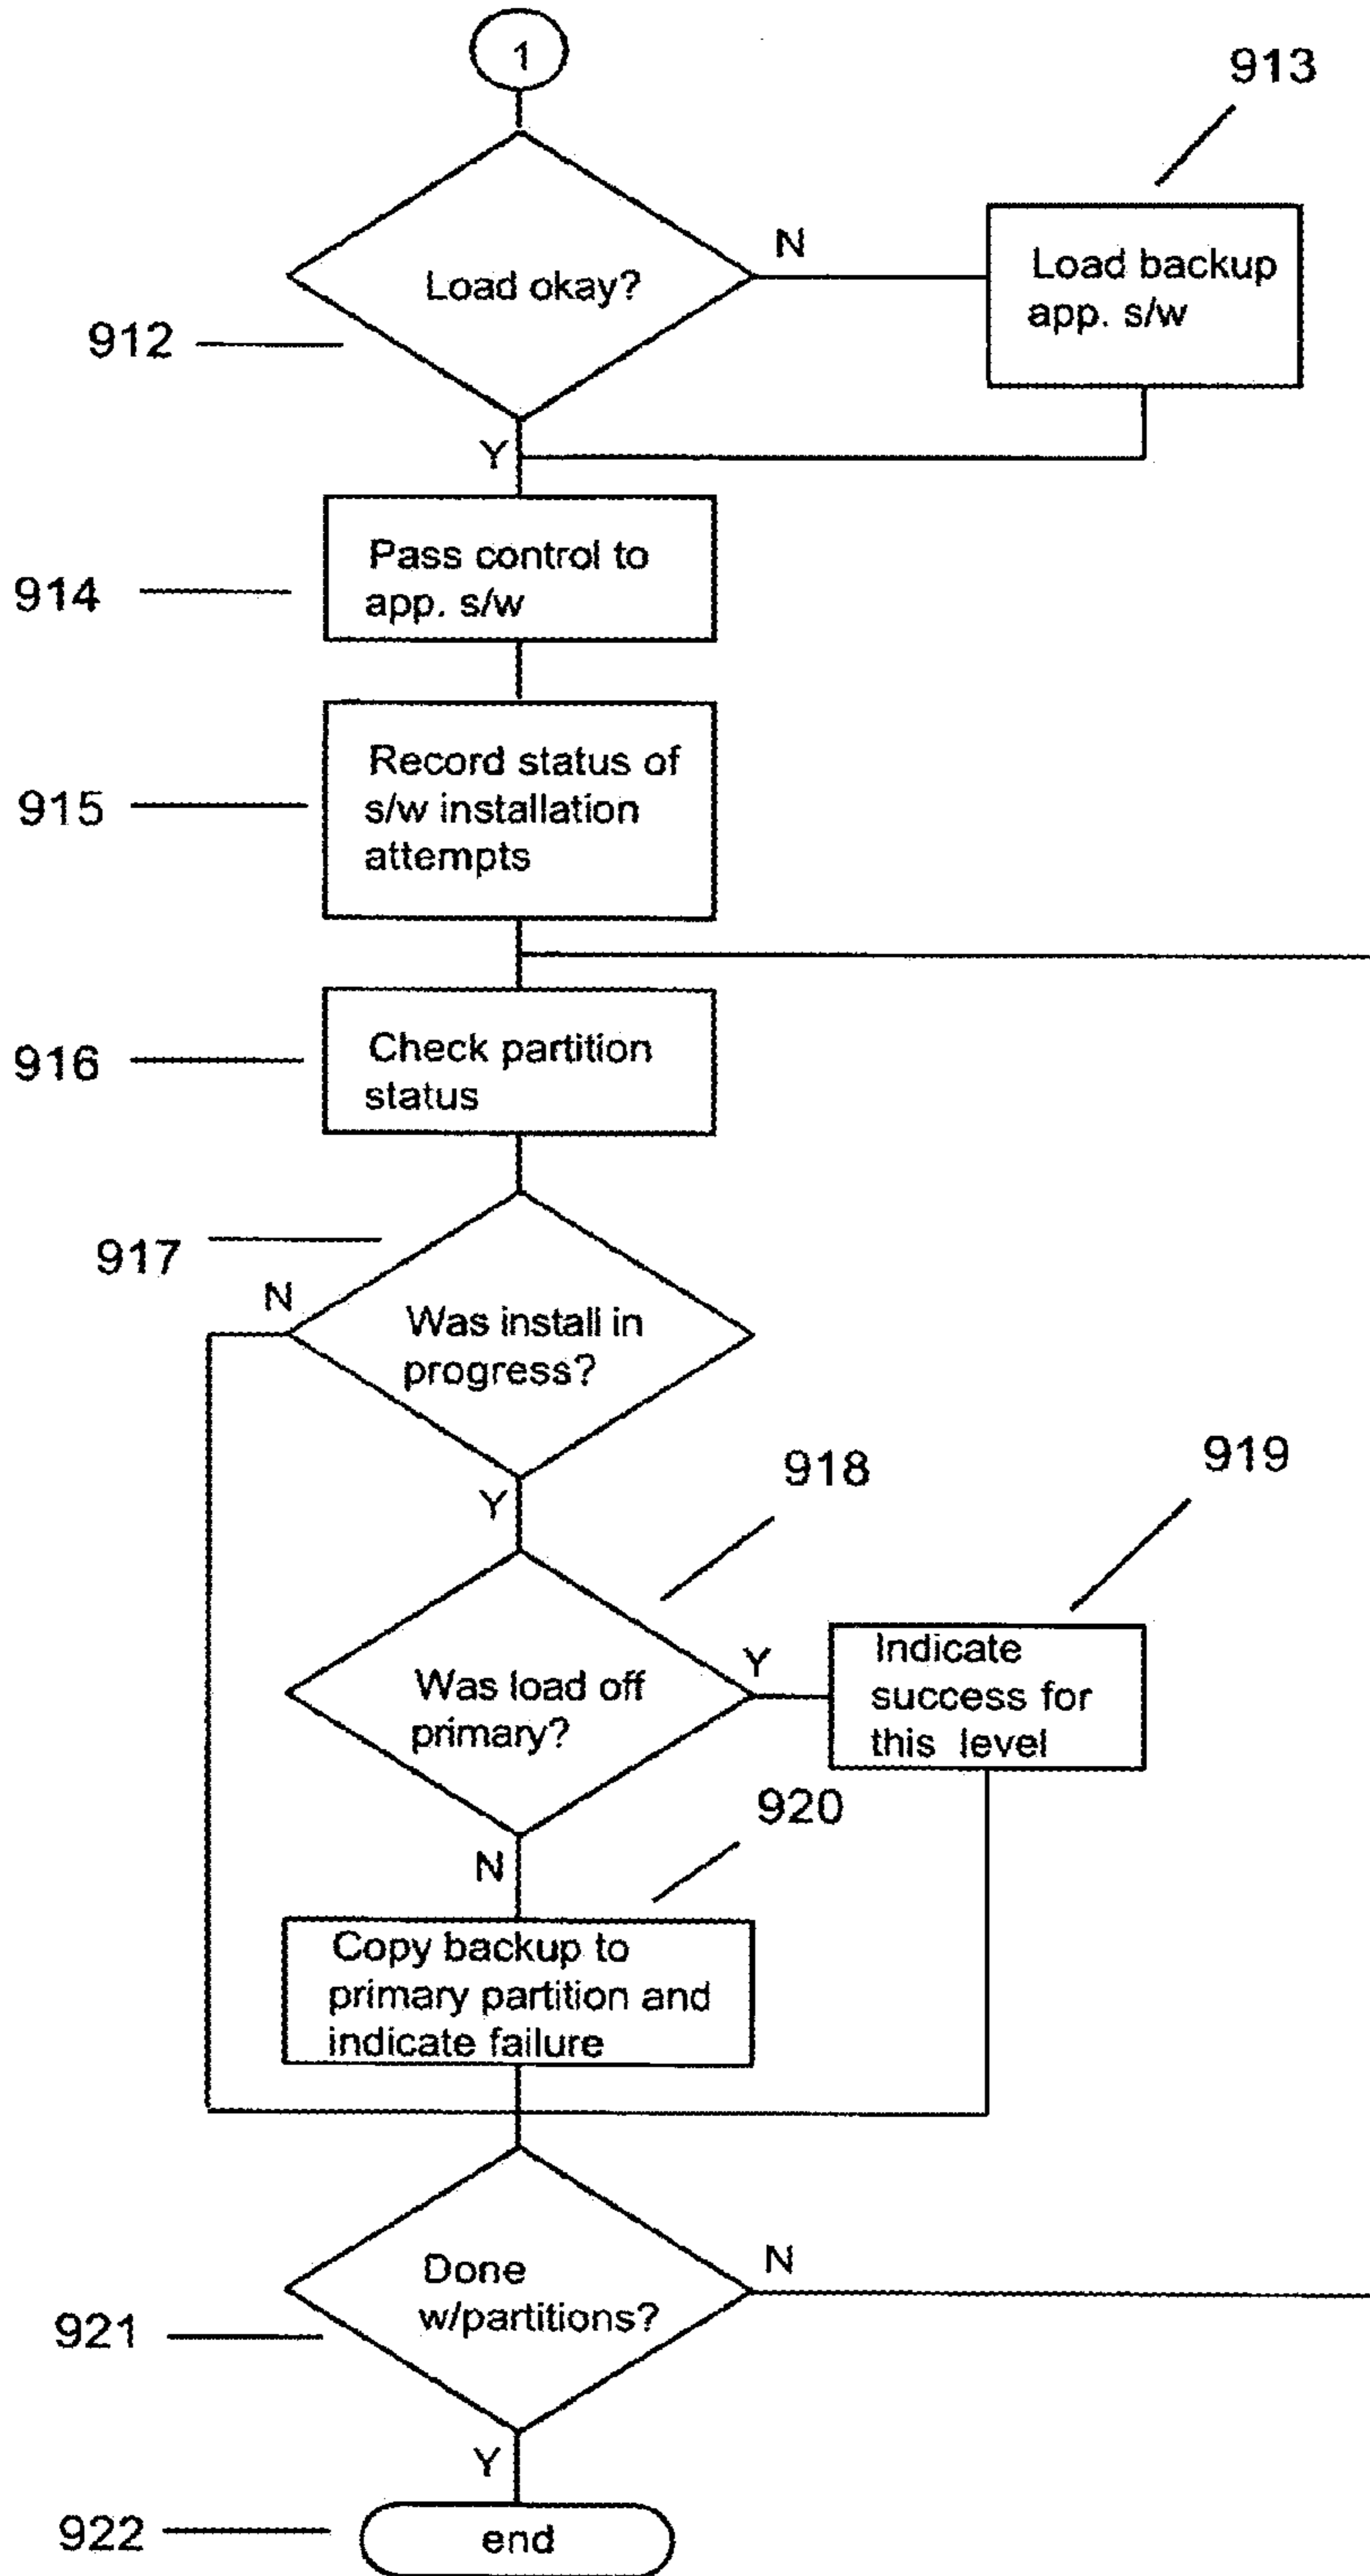 1
913
N
Load okay?
Load backup
app. s/w
912
Y
Pass control to
app. s/w
914
Record status of
s/w installation
attempts
915
Check partition
status
916
917
N
Was install in
progress?
Y
918
919
Was load off
primary?
Y
Indicate
success for
this level
920
N
Copy backup to
primary partition and
indicate failure
Done
w/partitions?
N
921
Y
922
end